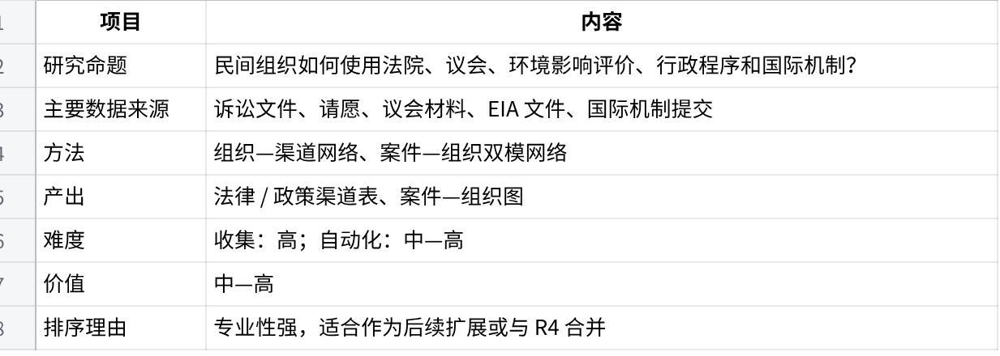 1 项目 内容
2 研究命题 民间组织如何使用法院、议会、环境影响评价、行政程序和国际机制？
3 主要数据来源 诉讼文件、请愿、议会材料、EIA 文件、国际机制提交
4 方法 组织—渠道网络、案件—组织双模网络
5 产出 法律 / 政策渠道表、案件—组织图
6 难度 收集：高；自动化：中—高
7 价值 中—高
8 排序理由 专业性强，适合作为后续扩展或与 R4 合并